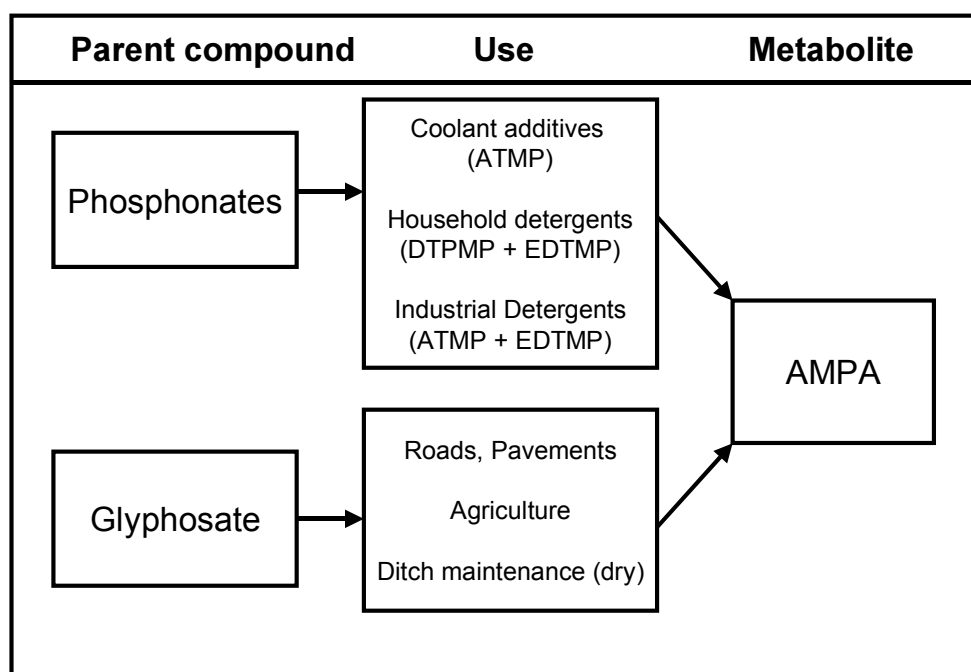 Parent compound Use Metabolite
Phosphonates
Coolant additives
(ATMP)
Household detergents
(DTPMP + EDTMP)
Industrial Detergents
(ATMP + EDTMP)
AMPA
Glyphosate
Roads, Pavements
Agriculture
Ditch maintenance (dry)